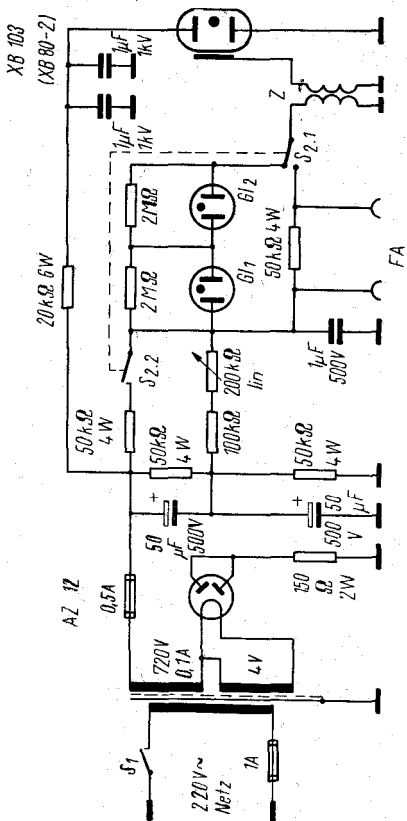 XB 103
(XB 80-2)
1μF
1kV
1μF
1kV
Z
S2.1
2MΩ
Gl2
50kΩ 4W
FA
20kΩ 6W
2MΩ
Gl1
S2.2
200kΩ
lin
1μF
500V
50kΩ
4W
50kΩ
4W
100kΩ
50kΩ
4W
+
50
μF
500V
+
50
μF
500
V
AZ 12
0,5A
150
Ω
2W
720V
0,1A
4V
S1
220V~
Netz
1A